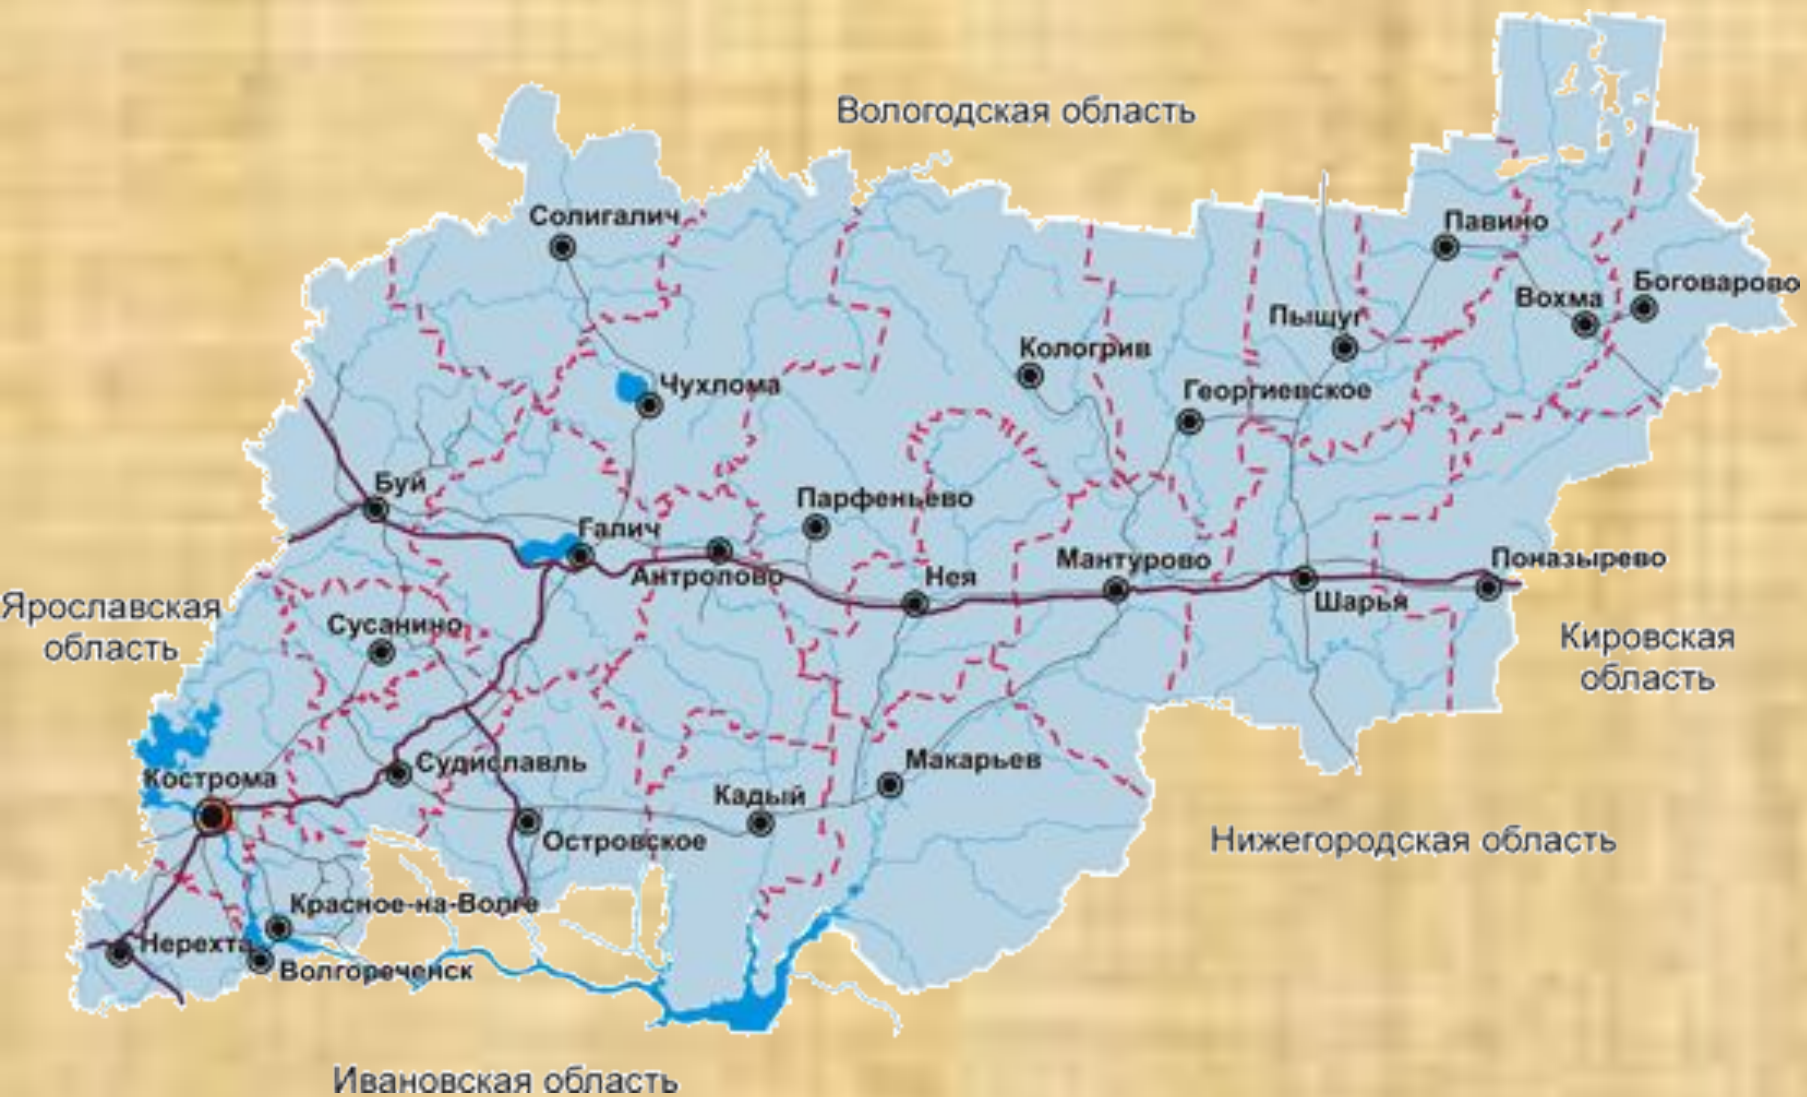 Вологодская область
Солигалич
Павино
Боговарово
Вохма
Пыщуг
Кологрив
Чухлома
Георгиевское
Буй
Парфеньево
Галич
Антропово
Нея
Мантурово
Поназырево
Шарья
Ярославская
область
Сусанино
Кировская
область
Судиславль
Макарьев
Кострома
Кадый
Островское
Нижегородская область
Красное-на-Волге
Нерехта
Волгореченск
Ивановская область